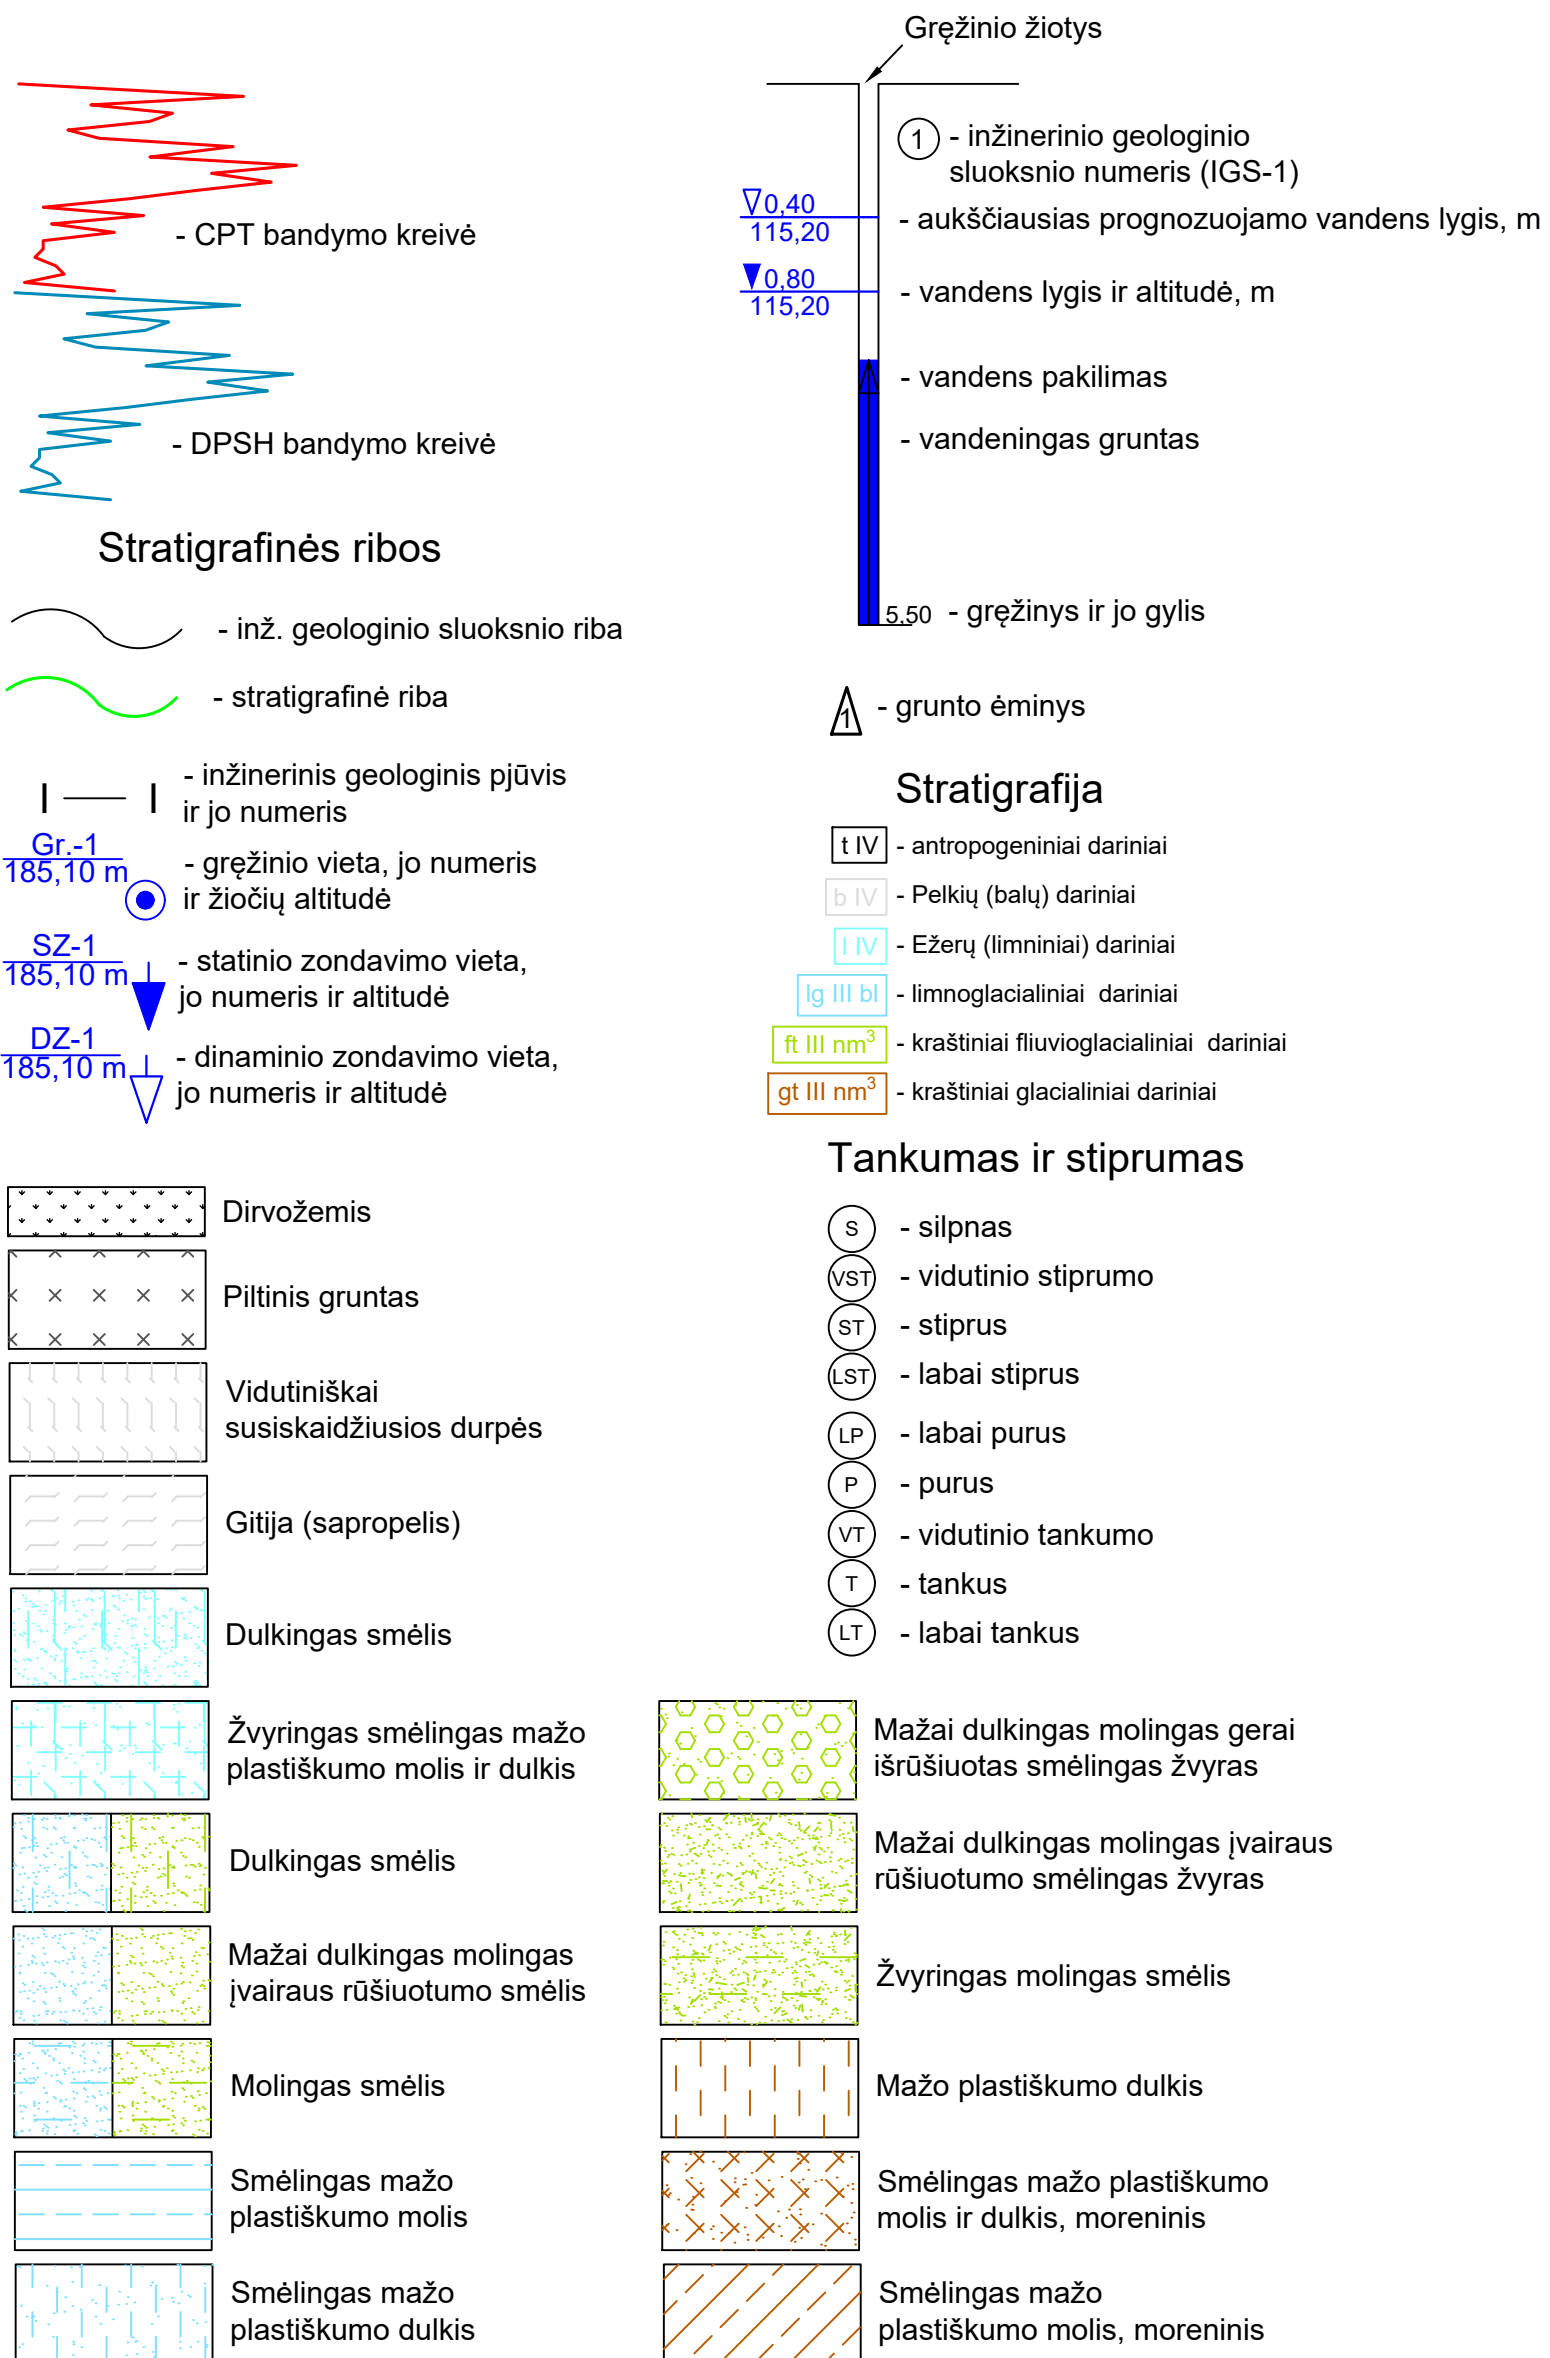 Gręžinio žiotys
1
- inžinerinio geologinio
sluoksnio numeris (IGS-1)
0,40
115,20
- aukščiausias prognozuojamo vandens lygis, m
0,80
115,20
- vandens lygis ir altitudė, m
- vandens pakilimas
- vandeningas gruntas
5,50
- gręžinys ir jo gylis
1
- grunto ėminys
- CPT bandymo kreivė
- DPSH bandymo kreivė
Stratigrafinės ribos
- inž. geologinio sluoksnio riba
- stratigrafinė riba
I
I
- inžinerinis geologinis pjūvis
ir jo numeris
Gr.-1
185,10 m
- gręžinio vieta, jo numeris
ir žiočių altitudė
SZ-1
185,10 m
- statinio zondavimo vieta,
jo numeris ir altitudė
DZ-1
185,10 m
- dinaminio zondavimo vieta,
jo numeris ir altitudė
Stratigrafija
t IV
- antropogeniniai dariniai
b IV
- Pelkių (balų) dariniai
l IV
- Ežerų (limniniai) dariniai
lg III bl
- limnoglacialiniai dariniai
ft III nm³
- kraštiniai fliuvioglacialiniai dariniai
gt III nm³
- kraštiniai glacialiniai dariniai
Tankumas ir stiprumas
S
- silpnas
VST
- vidutinio stiprumo
ST
- stiprus
LST
- labai stiprus
LP
- labai purus
P
- purus
VT
- vidutinio tankumo
T
- tankus
LT
- labai tankus
Dirvožemis
Piltinis gruntas
Vidutiniškai
susiskaidžiusios durpės
Gitija (sapropelis)
Dulkingas smėlis
Žvyringas smėlingas mažo
plastiškumo molis ir dulkis
Dulkingas smėlis
Mažai dulkingas molingas
įvairaus rūšiuotumo smėlis
Molingas smėlis
Smėlingas mažo
plastiškumo molis
Smėlingas mažo
plastiškumo dulkis
Mažai dulkingas molingas gerai
išrūšiuotas smėlingas žvyras
Mažai dulkingas molingas įvairaus
rūšiuotumo smėlingas žvyras
Žvyringas molingas smėlis
Mažo plastiškumo dulkis
Smėlingas mažo plastiškumo
molis ir dulkis, moreninis
Smėlingas mažo
plastiškumo molis, moreninis